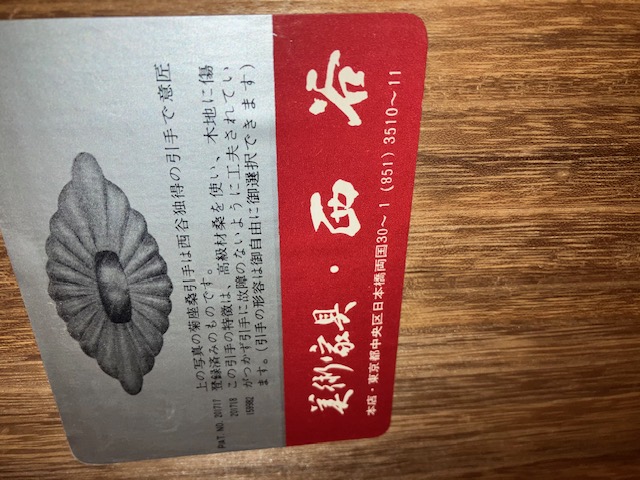 上の写真の菊座桑引手は西谷独得の引手で意匠
登録済みのものです。
この引手の特徴は、高級材桑を使い、木地に傷
がつかず引手に故障のないように工夫されてい
ます。(引手の形容は御自由に御選択できます)
PAT. NO. 201717
201718
159982
美術家具・西谷
本店・東京都中央区日本橋両国30~1 (851) 3510~11